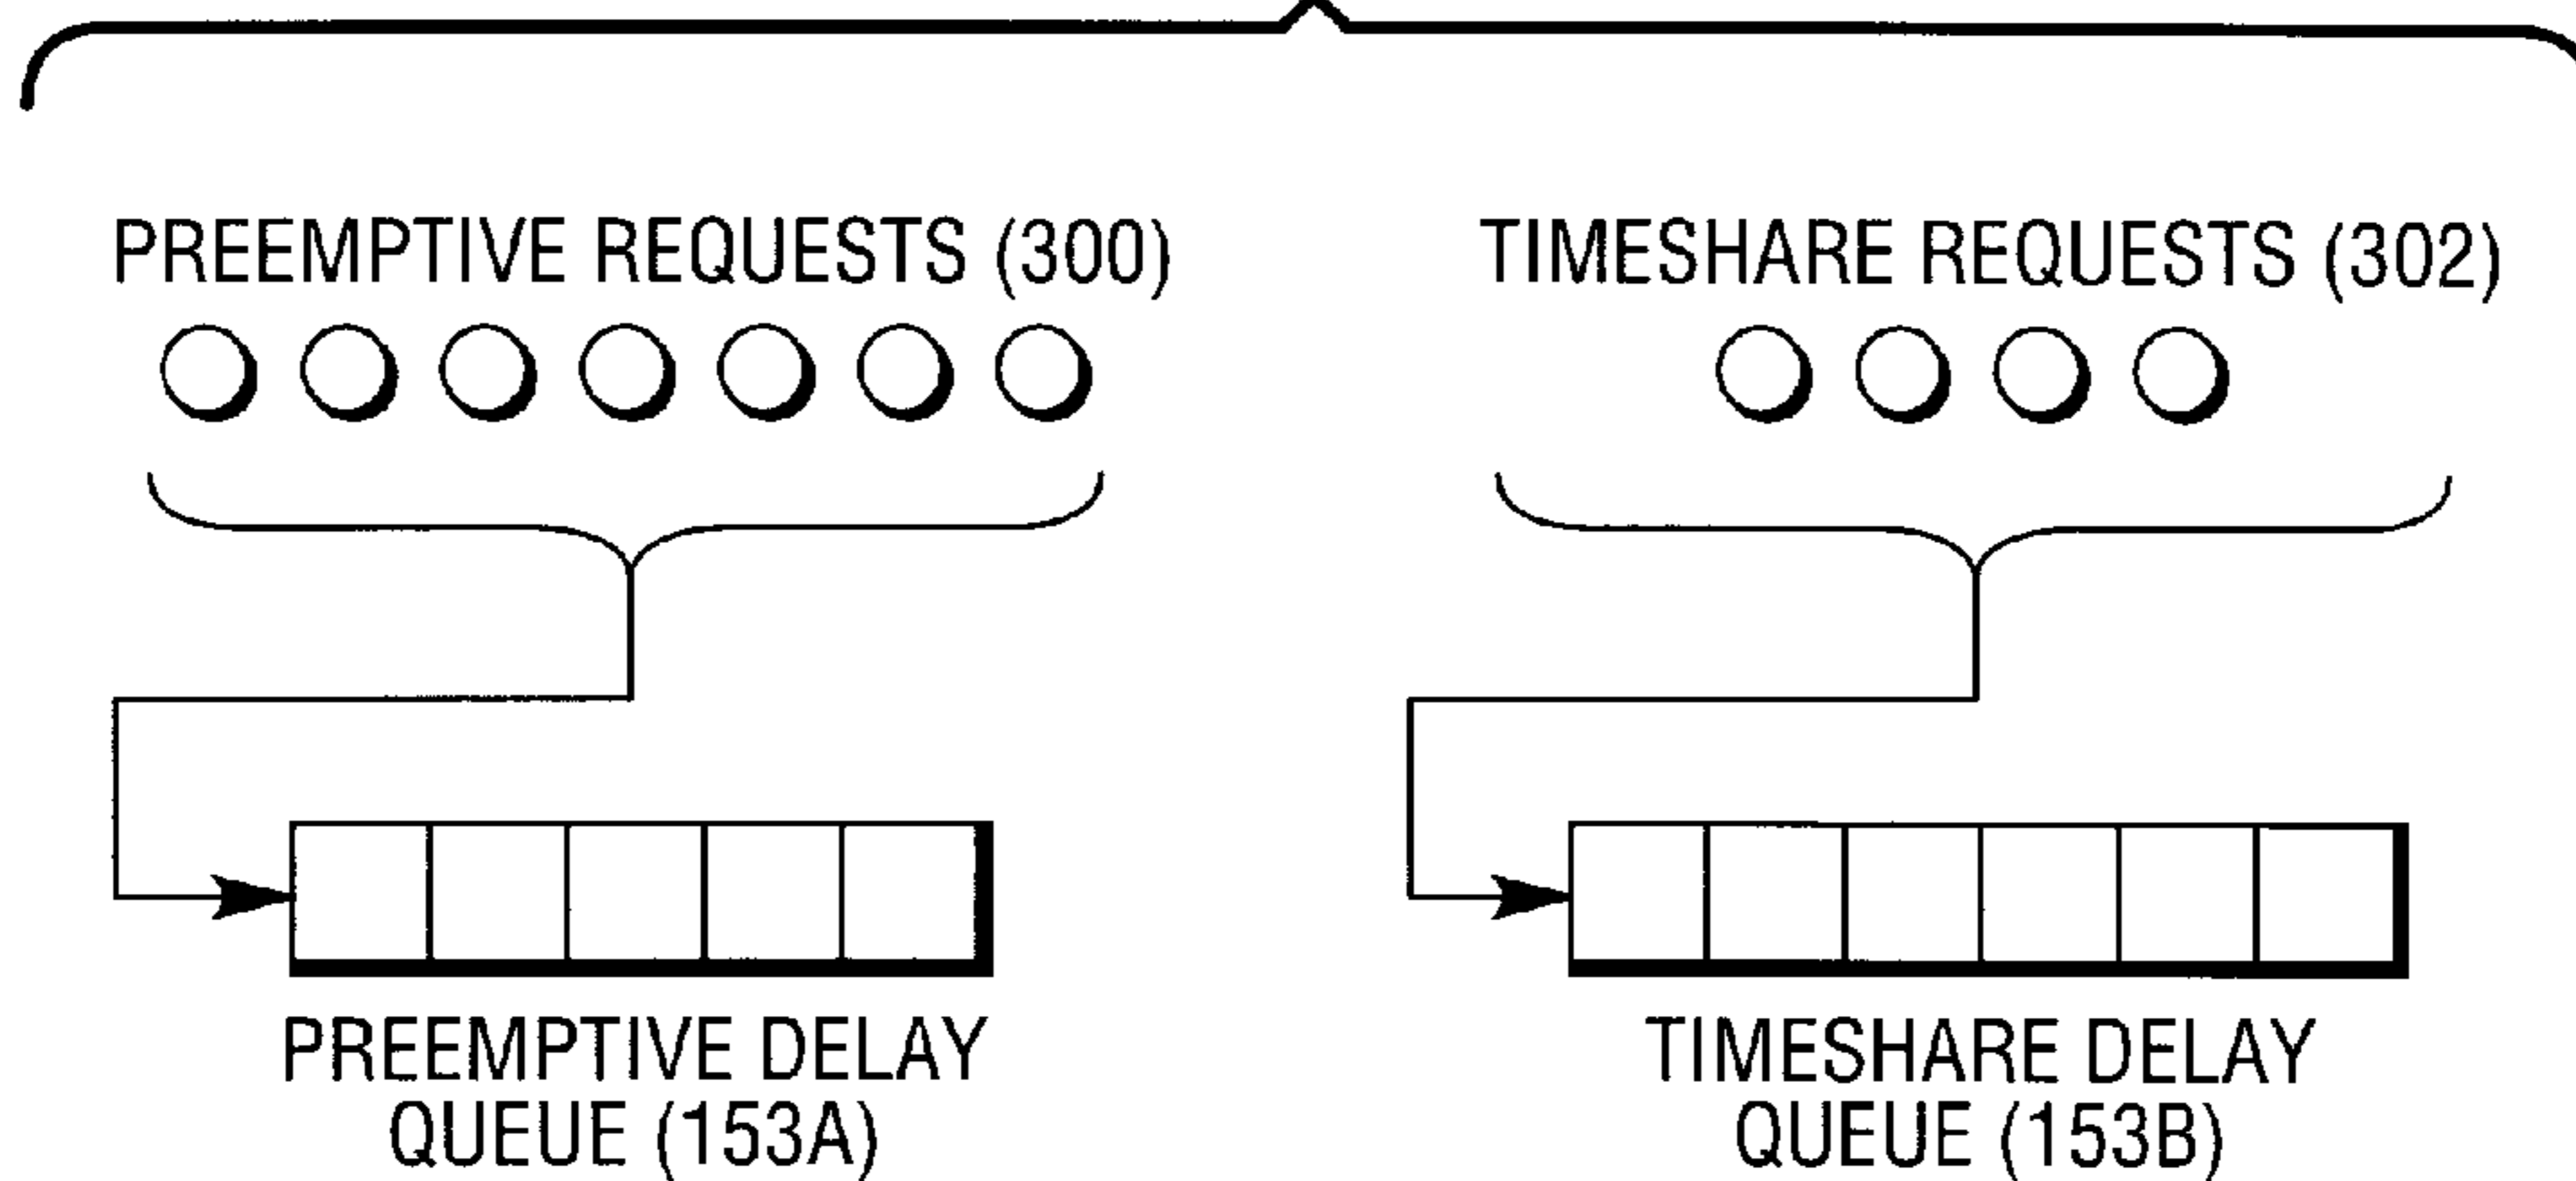 PREEMPTIVE REQUESTS (300)
TIMESHARE REQUESTS (302)
PREEMPTIVE DELAY
QUEUE (153A)
TIMESHARE DELAY
QUEUE (153B)